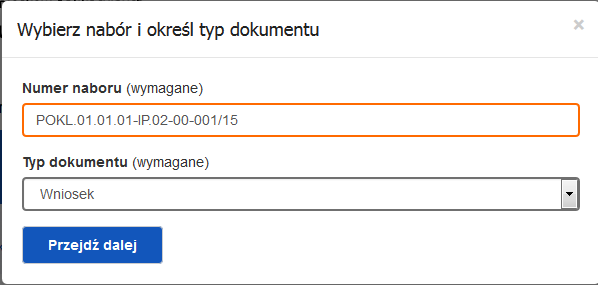 Wybierz nabór i określ typ dokumentu
×
Numer naboru (wymagane)
POKL.01.01.01-IP.02-00-001/15
Typ dokumentu (wymagane)
Wniosek
Przejdź dalej